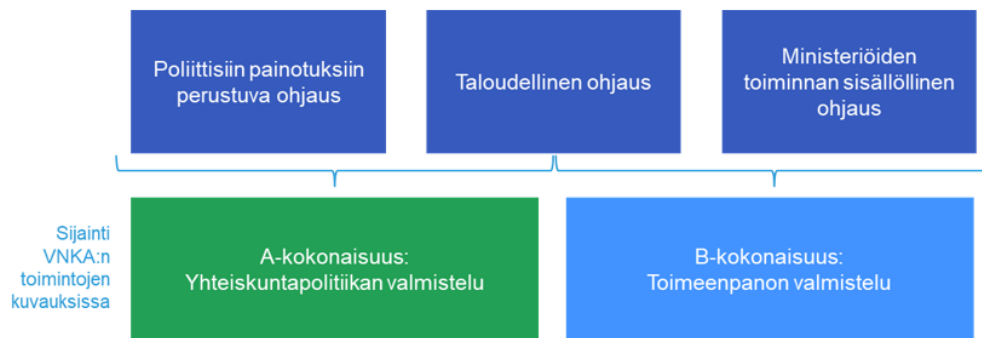 Poliittisiin painotuksiin
perustuva ohjaus
Taloudellinen ohjaus
Ministeriöiden
toiminnan sisällöllinen
ohjaus
Sijainti
VNKA:n
toimintojen
kuvauksissa
A-kokonaisuus:
Yhteiskuntapolitiikan valmistelu
B-kokonaisuus:
Toimeenpanon valmistelu